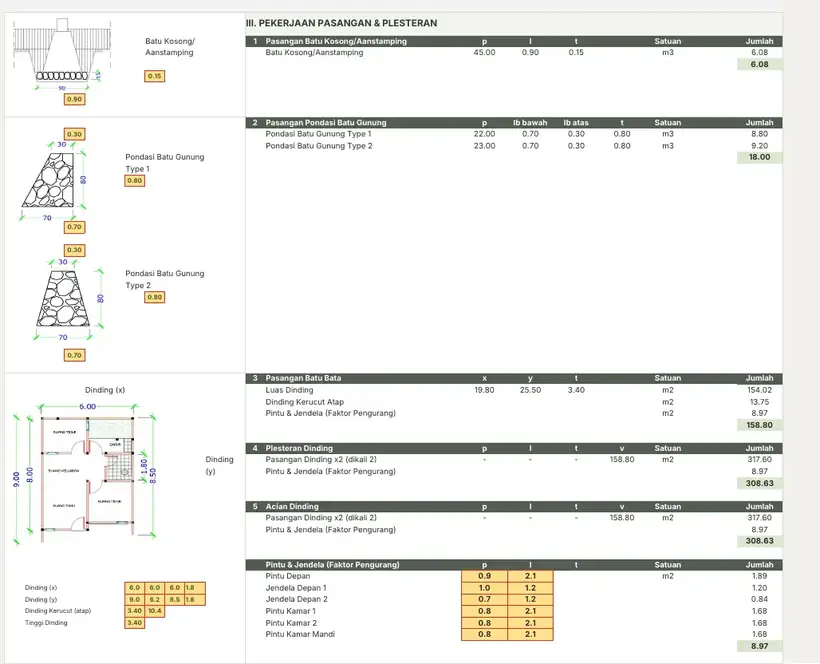 III. PEKERJAAN PASANGAN & PLESTERAN
Batu Kosong/
Aanstamping
0.15
15
90
0.90
1 Pasangan Batu Kosong/Aanstamping p l t Satuan Jumlah
Batu Kosong/Aanstamping 45.00 0.90 0.15 m3 6.08
6.08
0.30
30
Pondasi Batu Gunung
Type 1
0.80
80
70
0.70
0.30
30
Pondasi Batu Gunung
Type 2
0.80
80
70
0.70
2 Pasangan Pondasi Batu Gunung p lb bawah lb atas t Satuan Jumlah
Pondasi Batu Gunung Type 1 22.00 0.70 0.30 0.80 m3 8.80
Pondasi Batu Gunung Type 2 23.00 0.70 0.30 0.80 m3 9.20
18.00
Dinding (x)
6.00
RUANG TIDUR
DAPUR
RUANG KELUARGA
RUANG TAMU
RUANG TIDUR
9.00
8.00
1.80
8.50
Dinding
(y)
Dinding (x) 6.0 6.0 6.0 1.8
Dinding (y) 9.0 6.2 8.5 1.8
Dinding Kerucut (atap) 3.40 10.4
Tinggi Dinding 3.40
3 Pasangan Batu Bata x y t Satuan Jumlah
Luas Dinding 19.80 25.50 3.40 m2 154.02
Dinding Kerucut Atap m2 13.75
Pintu & Jendela (Faktor Pengurang) m2 8.97
158.80
4 Plesteran Dinding p l t v Satuan Jumlah
Pasangan Dinding x2 (dikali 2) - - - 158.80 m2 317.60
Pintu & Jendela (Faktor Pengurang) 8.97
308.63
5 Acian Dinding p l t v Satuan Jumlah
Pasangan Dinding x2 (dikali 2) - - - 158.80 m2 317.60
Pintu & Jendela (Faktor Pengurang) 8.97
308.63
Pintu & Jendela (Faktor Pengurang) p l t Satuan Jumlah
Pintu Depan 0.9 2.1 m2 1.89
Jendela Depan 1 1.0 1.2 1.20
Jendela Depan 2 0.7 1.2 0.84
Pintu Kamar 1 0.8 2.1 1.68
Pintu Kamar 2 0.8 2.1 1.68
Pintu Kamar Mandi 0.8 2.1 1.68
8.97